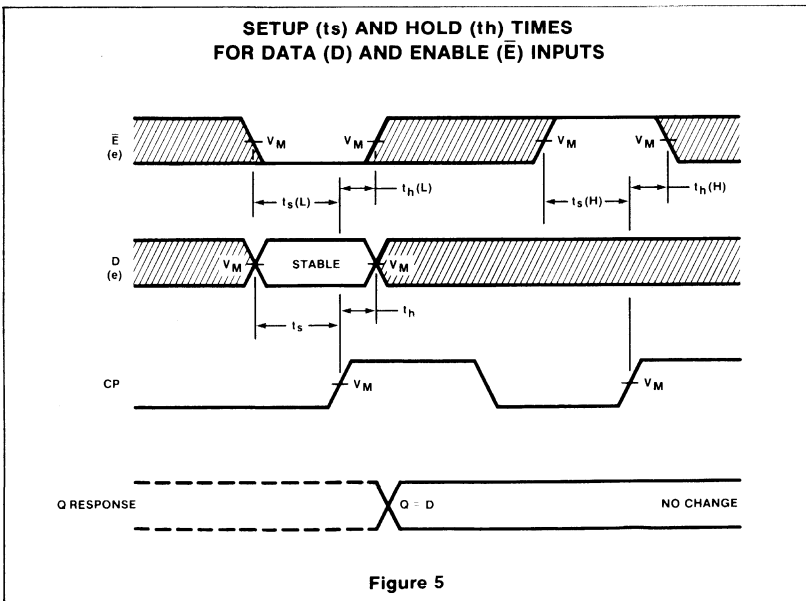 SETUP (ts) AND HOLD (th) TIMES
FOR DATA (D) AND ENABLE (E̅) INPUTS
E̅
(e)
VM
VM
VM
VM
ts(L)
th(L)
ts(H)
th(H)
D
(e)
VM
STABLE
VM
ts
th
CP
VM
VM
Q RESPONSE
Q = D
NO CHANGE
Figure 5